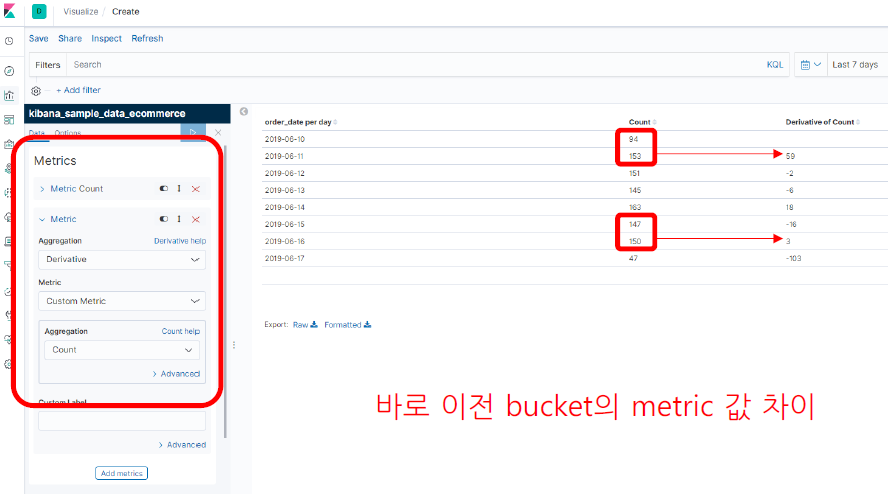 D Visualize / Create
Save Share Inspect Refresh
Filters Search KQL Last 7 days
+ Add filter
kibana_sample_data_ecommerce
Data Options
Metrics
Metric Count
Metric
Aggregation Derivative help
Derivative
Metric
Custom Metric
Aggregation Count help
Count
Advanced
Custom Label
Advanced
Add metrics
order_date per day Count Derivative of Count
2019-06-10 94
2019-06-11 153 59
2019-06-12 151 -2
2019-06-13 145 -6
2019-06-14 163 18
2019-06-15 147 -16
2019-06-16 150 3
2019-06-17 47 -103
Export: Raw Formatted
바로 이전 bucket의 metric 값 차이